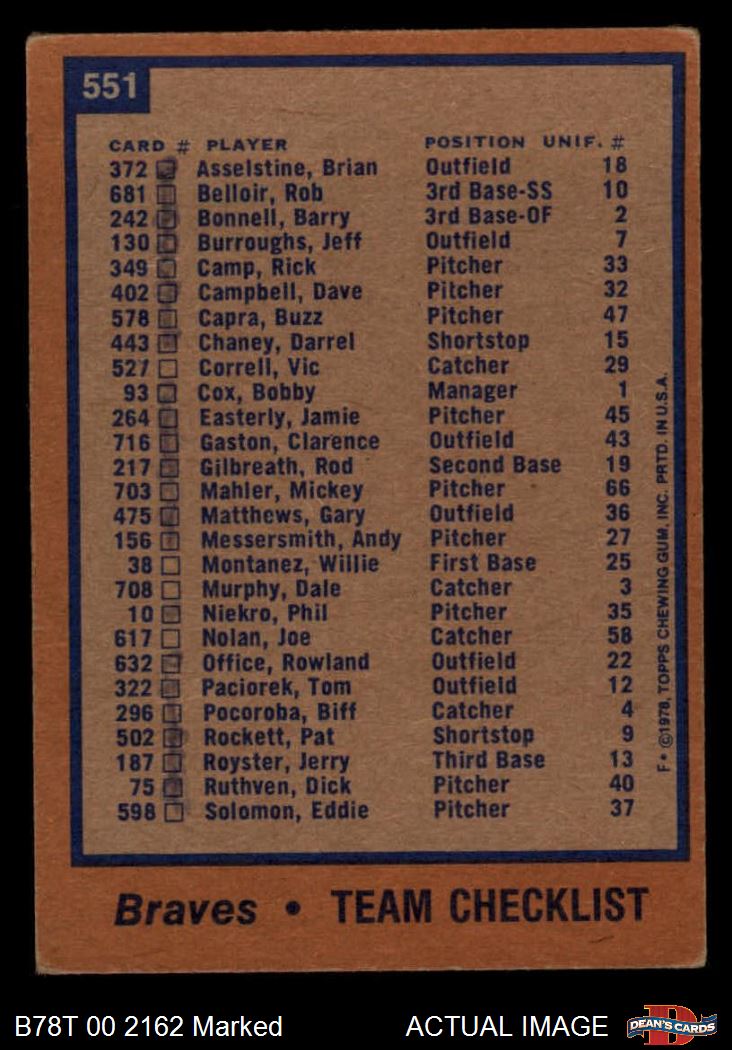 551
CARD # PLAYER POSITION UNIF. #
372 Asselstine, Brian Outfield 18
681 Belloir, Rob 3rd Base-SS 10
242 Bonnell, Barry 3rd Base-OF 2
130 Burroughs, Jeff Outfield 7
349 Camp, Rick Pitcher 33
402 Campbell, Dave Pitcher 32
578 Capra, Buzz Pitcher 47
443 Chaney, Darrel Shortstop 15
527 Correll, Vic Catcher 29
93 Cox, Bobby Manager 1
264 Easterly, Jamie Pitcher 45
716 Gaston, Clarence Outfield 43
217 Gilbreath, Rod Second Base 19
703 Mahler, Mickey Pitcher 66
475 Matthews, Gary Outfield 36
156 Messersmith, Andy Pitcher 27
38 Montanez, Willie First Base 25
708 Murphy, Dale Catcher 3
10 Niekro, Phil Pitcher 35
617 Nolan, Joe Catcher 58
632 Office, Rowland Outfield 22
322 Paciorek, Tom Outfield 12
296 Pocoroba, Biff Catcher 4
502 Rockett, Pat Shortstop 9
187 Royster, Jerry Third Base 13
75 Ruthven, Dick Pitcher 40
598 Solomon, Eddie Pitcher 37
F• ©1978, TOPPS CHEWING GUM, INC. PRTD. IN U.S.A.
Braves • TEAM CHECKLIST
B78T 00 2162 Marked ACTUAL IMAGE
DEAN'S CARDS